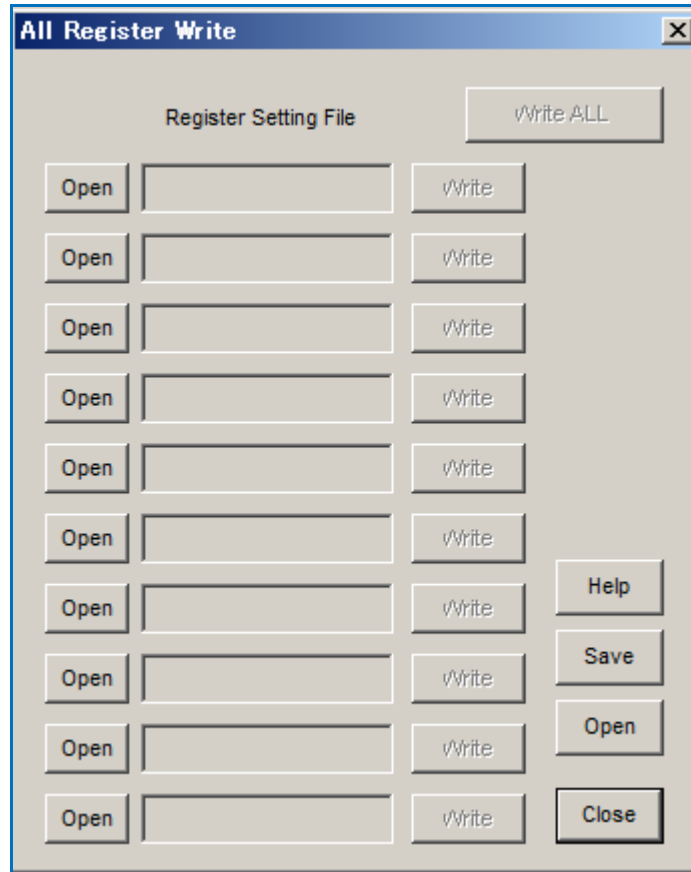 All Register Write
Register Setting File Write ALL
Open Write
Open Write
Open Write
Open Write
Open Write
Open Write
Open Write Help
Open Write Save
Open Write Open
Open Write Close